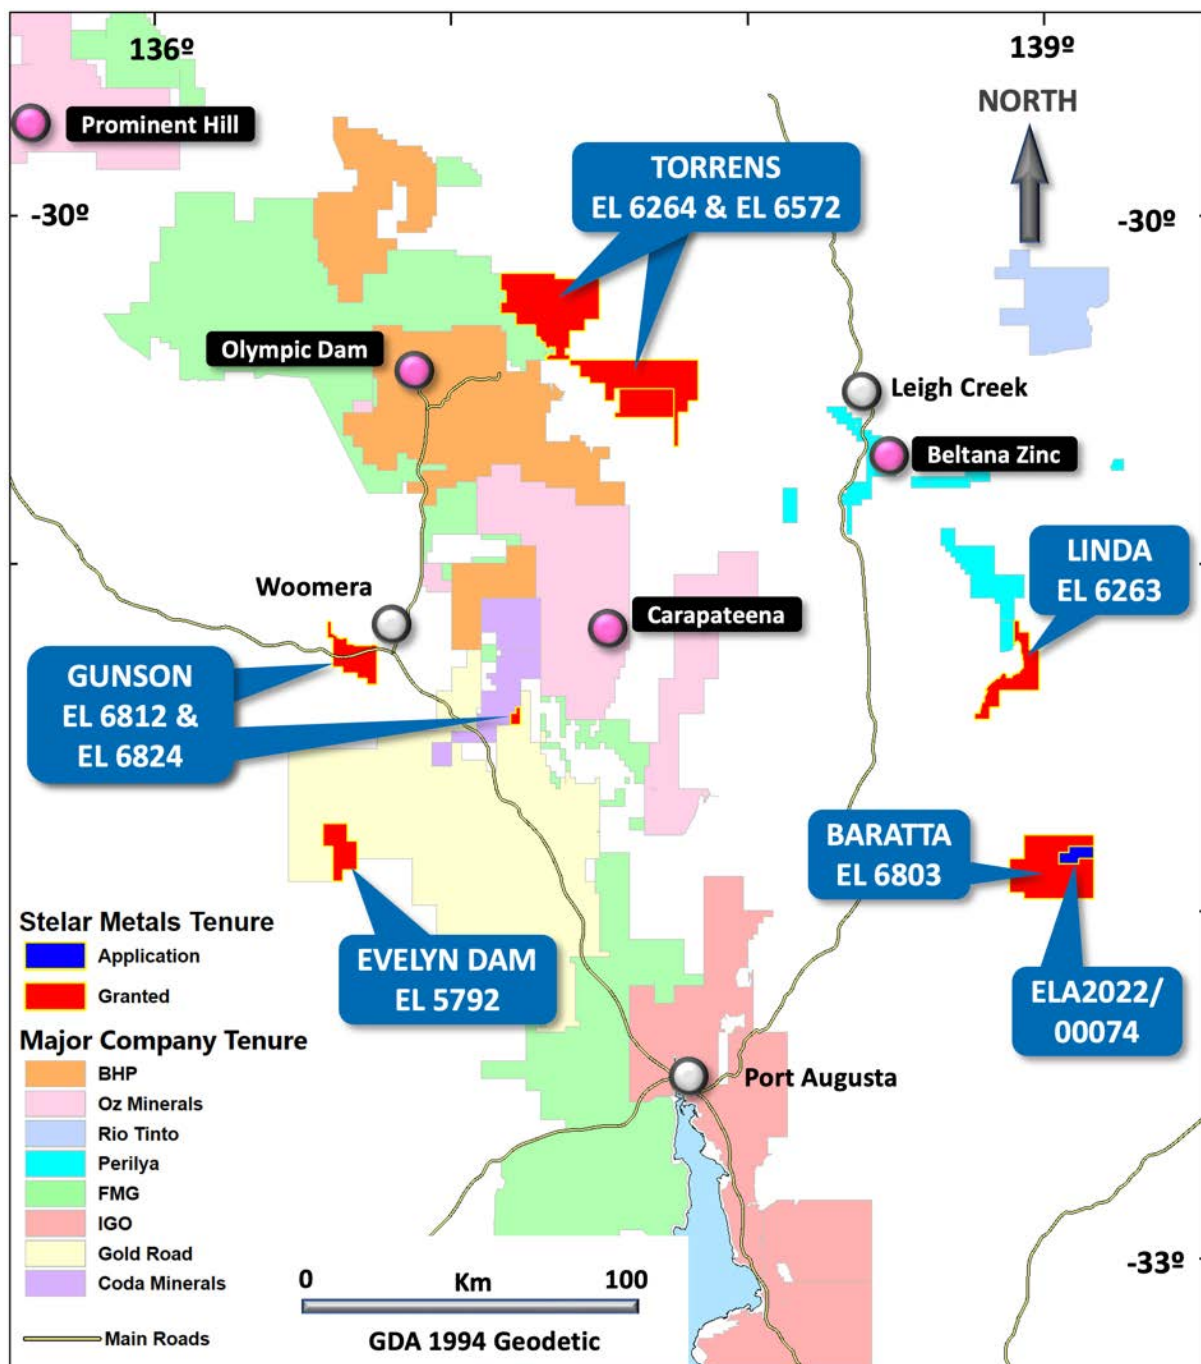 136º
139º
NORTH
Prominent Hill
TORRENS
EL 6264 & EL 6572
-30º
-30º
Olympic Dam
Leigh Creek
Beltana Zinc
LINDA
EL 6263
Woomera
Carapateena
GUNSON
EL 6812 &
EL 6824
BARATTA
EL 6803
EVELYN DAM
EL 5792
ELA2022/
00074
Stelar Metals Tenure
Application
Granted
Major Company Tenure
BHP
Oz Minerals
Rio Tinto
Perilya
FMG
IGO
Gold Road
Coda Minerals
Main Roads
Port Augusta
-33º
0 Km 100
GDA 1994 Geodetic